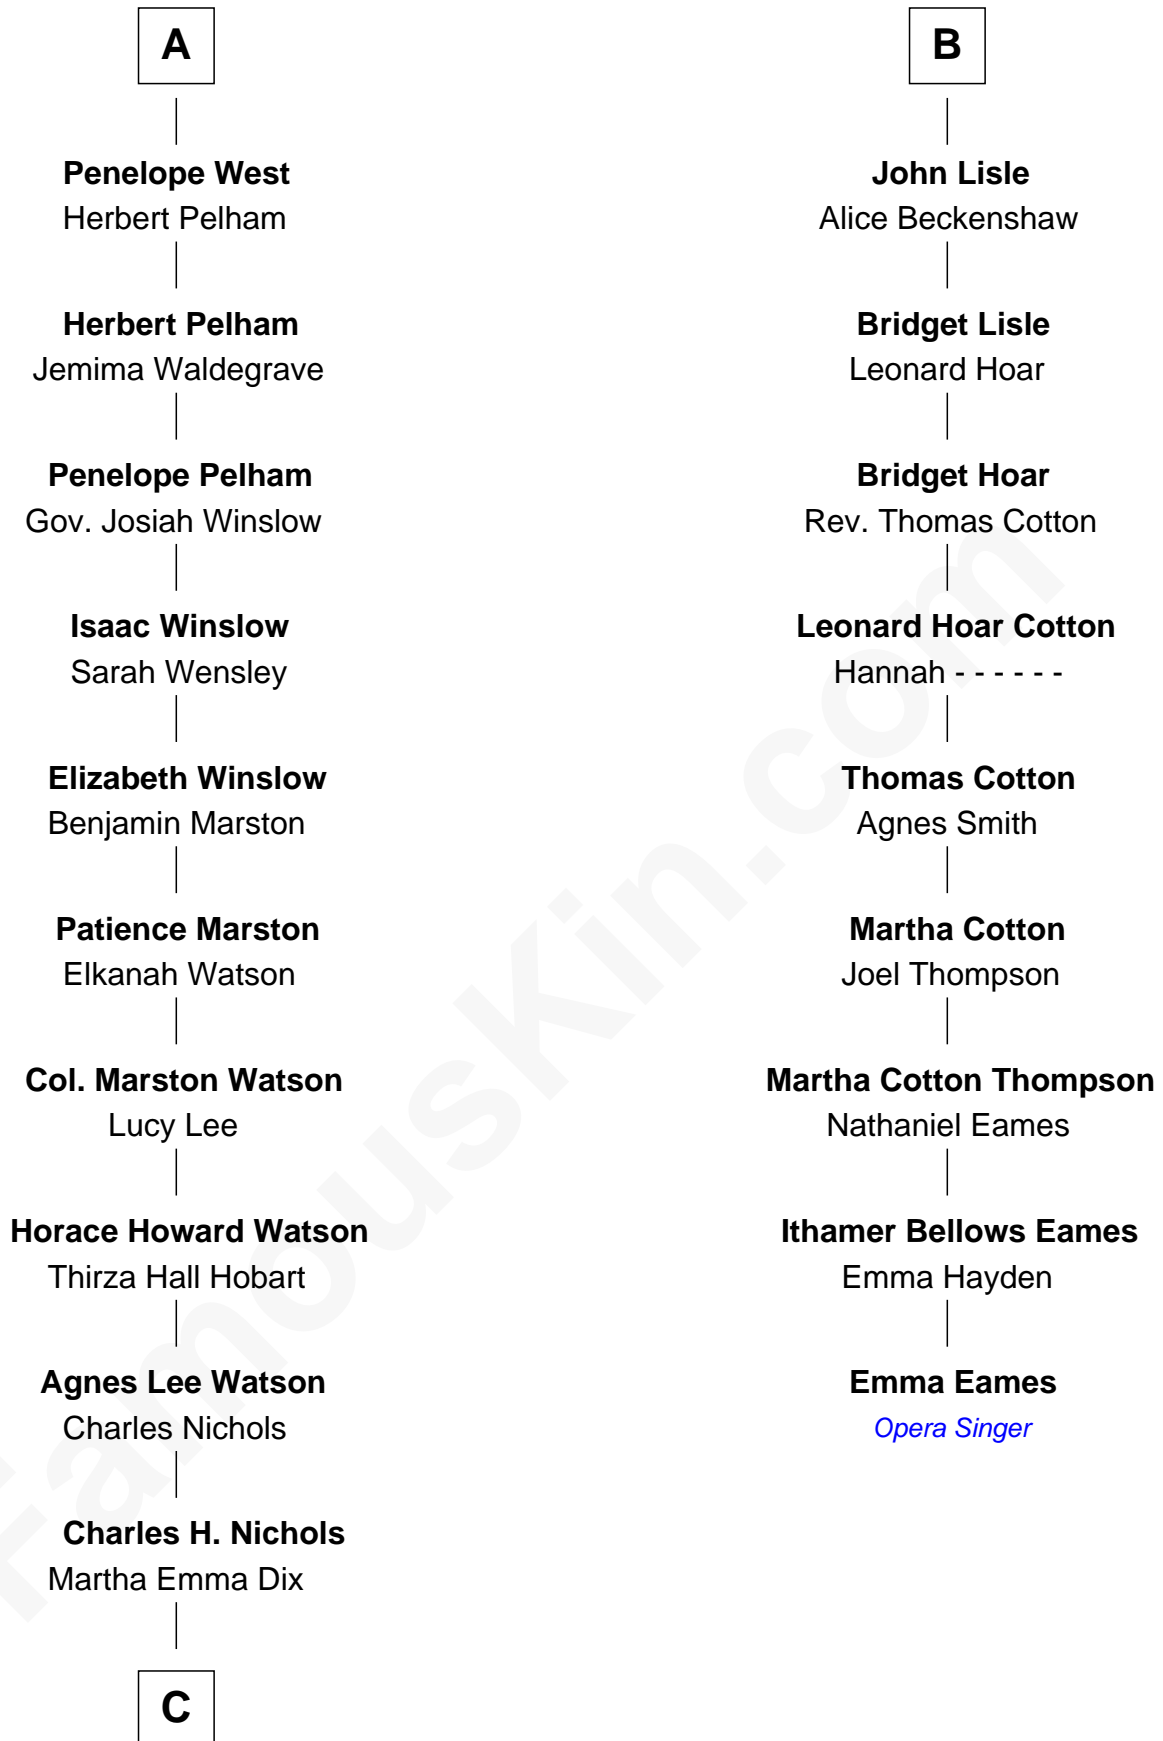 A
Penelope West
Herbert Pelham
Herbert Pelham
Jemima Waldegrave
Penelope Pelham
Gov. Josiah Winslow
Isaac Winslow
Sarah Wensley
Elizabeth Winslow
Benjamin Marston
Patience Marston
Elkanah Watson
Col. Marston Watson
Lucy Lee
Horace Howard Watson
Thirza Hall Hobart
Agnes Lee Watson
Charles Nichols
Charles H. Nichols
Martha Emma Dix
C
B
John Lisle
Alice Beckenshaw
Bridget Lisle
Leonard Hoar
Bridget Hoar
Rev. Thomas Cotton
Leonard Hoar Cotton
Hannah - - - - - -
Thomas Cotton
Agnes Smith
Martha Cotton
Joel Thompson
Martha Cotton Thompson
Nathaniel Eames
Ithamer Bellows Eames
Emma Hayden
Emma Eames
Opera Singer
FamousKin.com